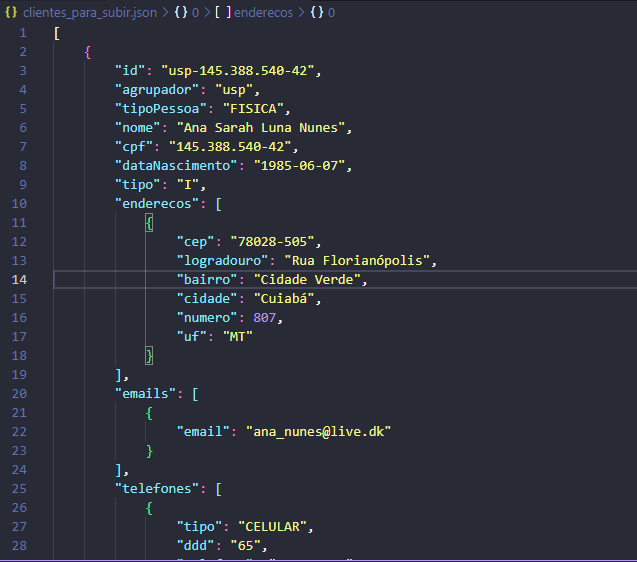 clientes_para_subir.json > {} 0 > [ ] enderecos > {} 0
1 [
2 {
3 "id": "usp-145.388.540-42",
4 "agrupador": "usp",
5 "tipoPessoa": "FISICA",
6 "nome": "Ana Sarah Luna Nunes",
7 "cpf": "145.388.540-42",
8 "dataNascimento": "1985-06-07",
9 "tipo": "I",
10 "enderecos": [
11 {
12 "cep": "78028-505",
13 "logradouro": "Rua Florianópolis",
14 "bairro": "Cidade Verde",
15 "cidade": "Cuiabá",
16 "numero": 807,
17 "uf": "MT"
18 }
19 ],
20 "emails": [
21 {
22 "email": "ana_nunes@live.dk"
23 }
24 ],
25 "telefones": [
26 {
27 "tipo": "CELULAR",
28 "ddd": "65",